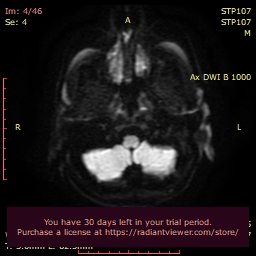 Im: 4/46
Se: 4
STP107
STP107
M
A
Ax DWI B 1000
R
L
You have 30 days left in your trial period.
Purchase a license at https://radiantviewer.com/store/